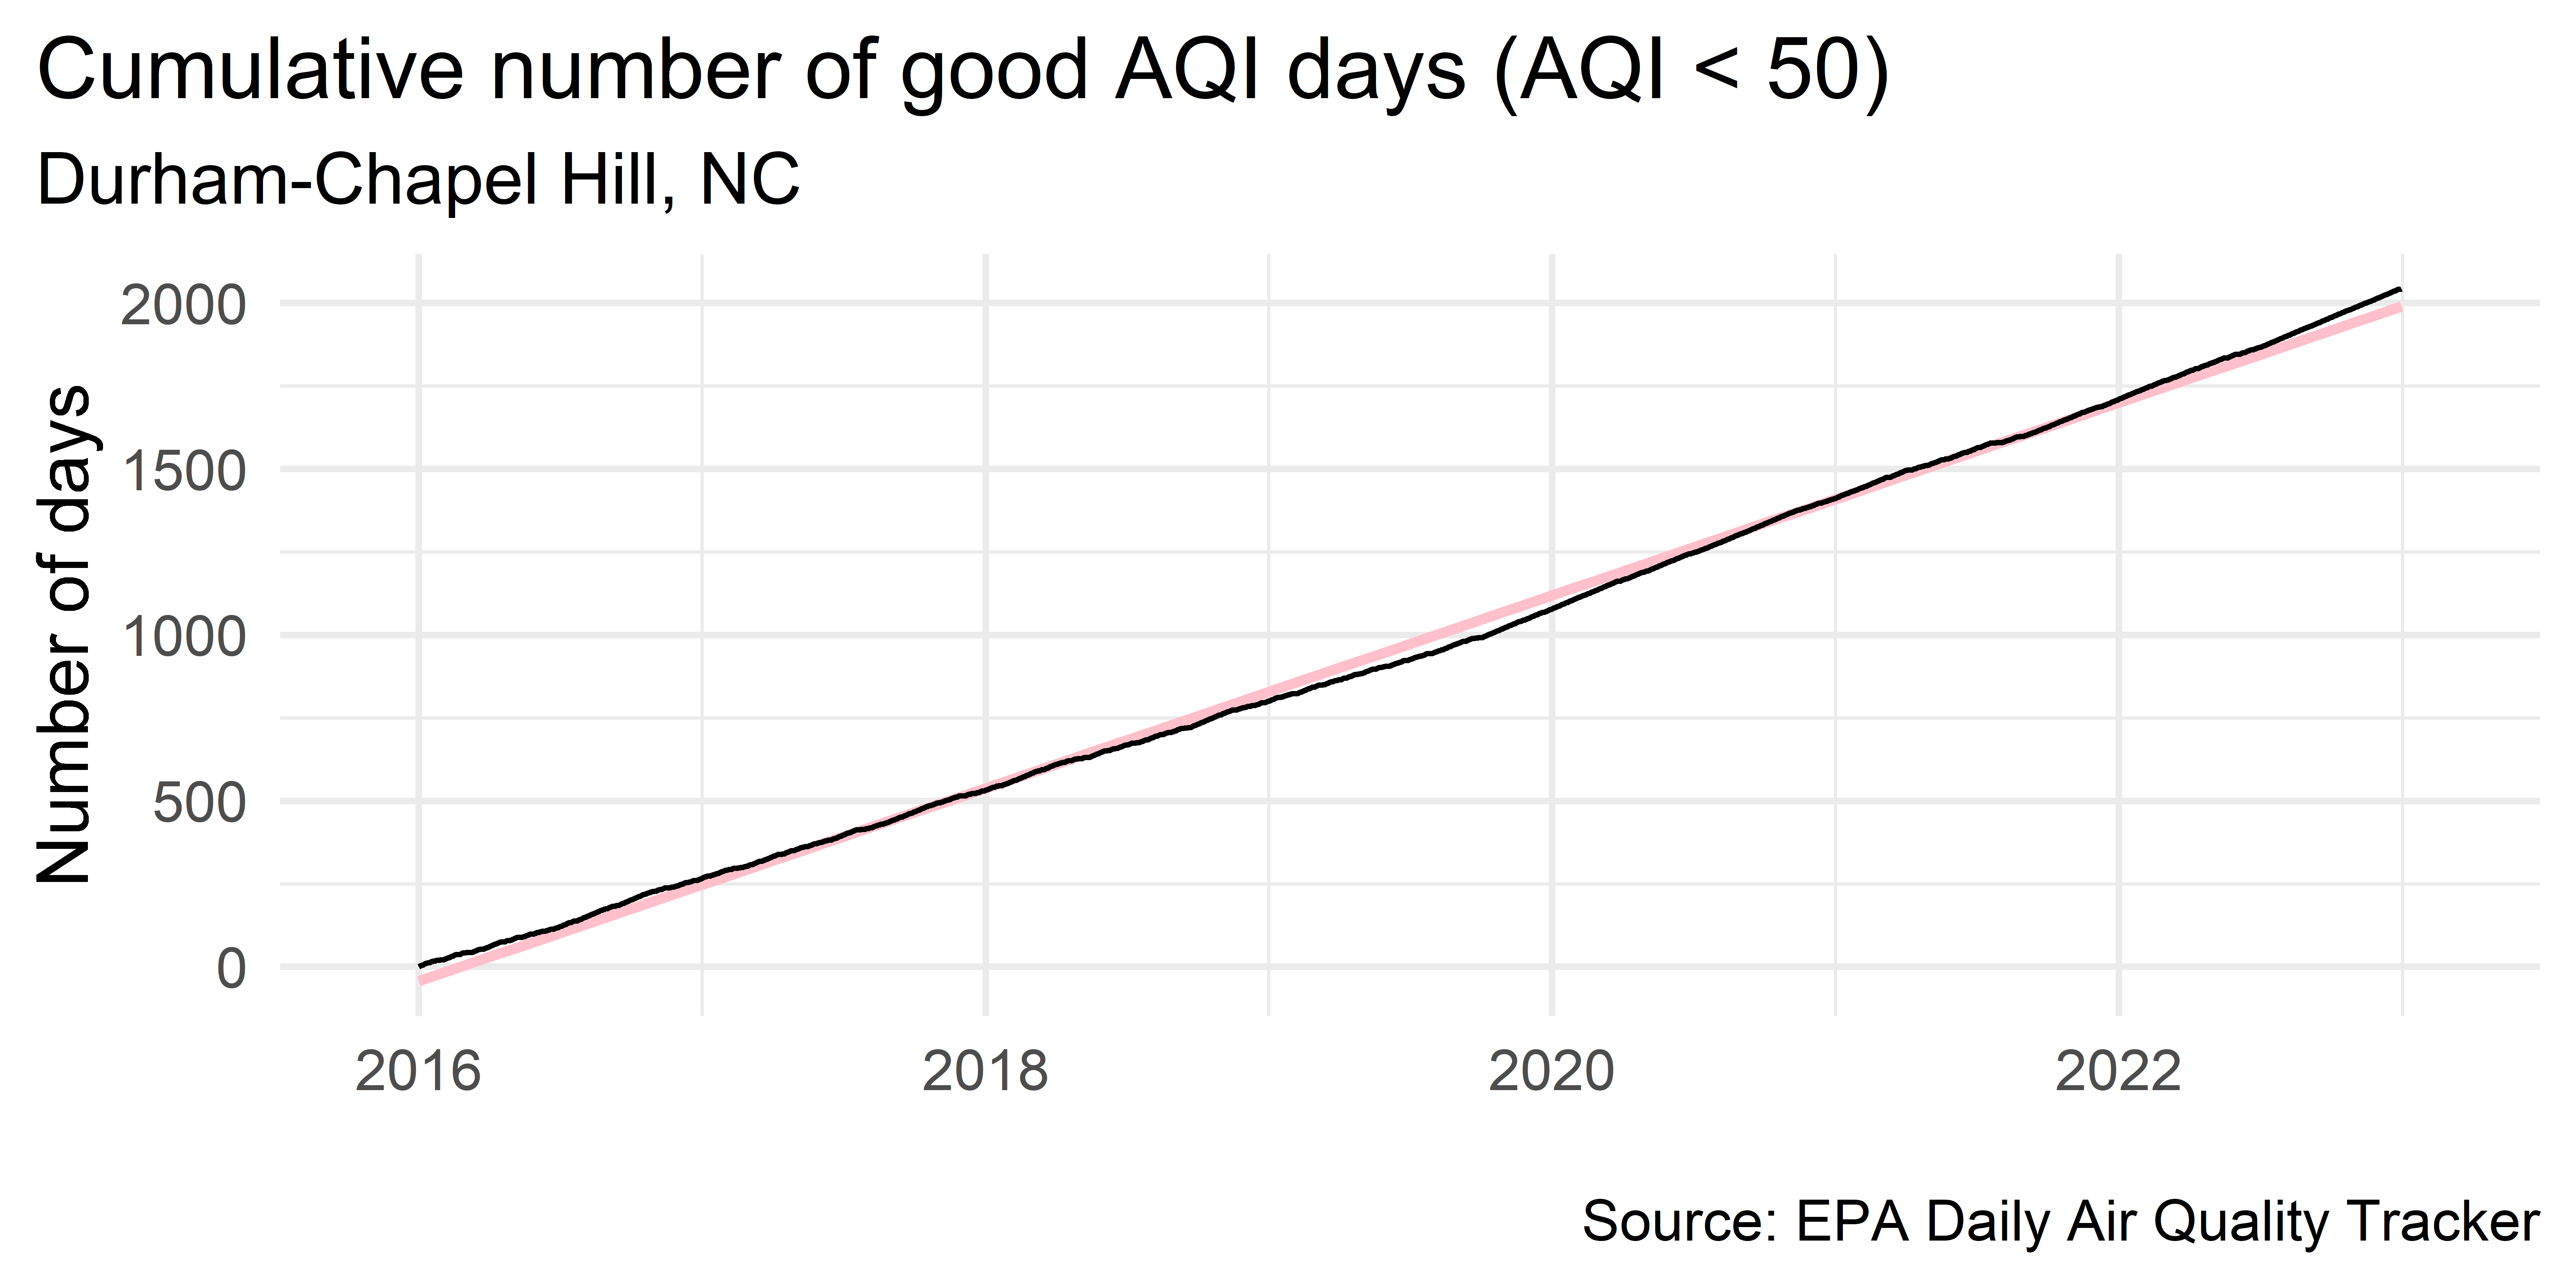 Cumulative number of good AQI days (AQI < 50)
Durham-Chapel Hill, NC
Number of days
2000
1500
1000
500
0
2016 2018 2020 2022
Source: EPA Daily Air Quality Tracker